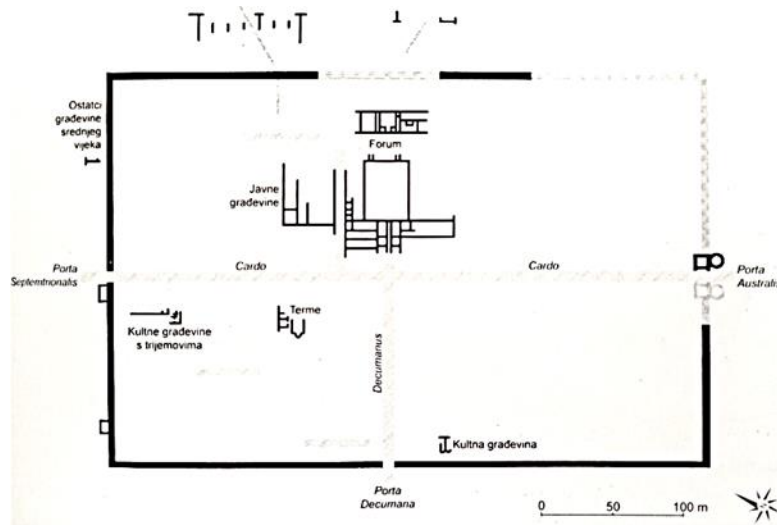 Ostatci
građevine
srednjeg
vijeka
Forum
Javne
građevine
Porta
Septemtrionalis
Cardo
Cardo
Porta
Australis
Kultne građevine
s trijemovima
Terme
Decumanus
Kultna građevina
Porta
Decumana
0 50 100 m